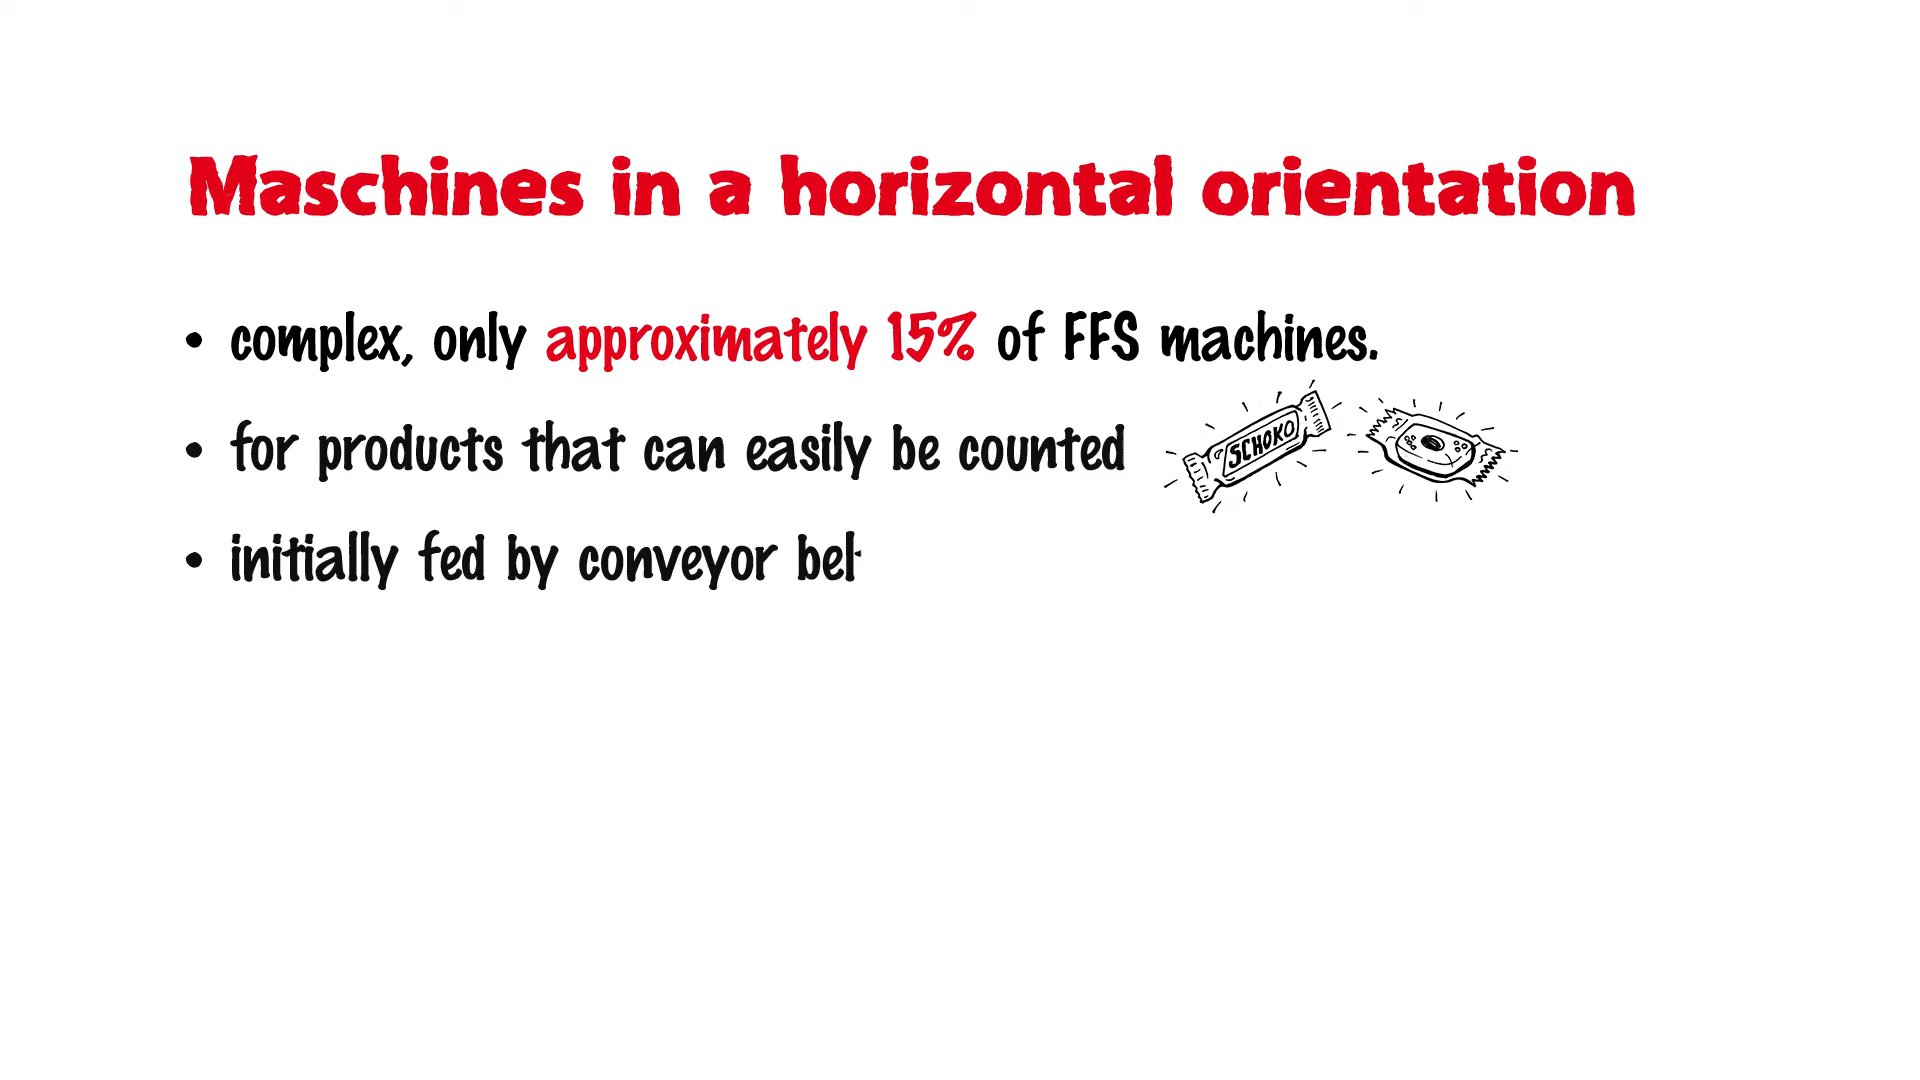 Maschines in a horizontal orientation
• complex, only approximately 15% of FFS machines.
• for products that can easily be counted
SCHOKO
• initially fed by conveyor bel